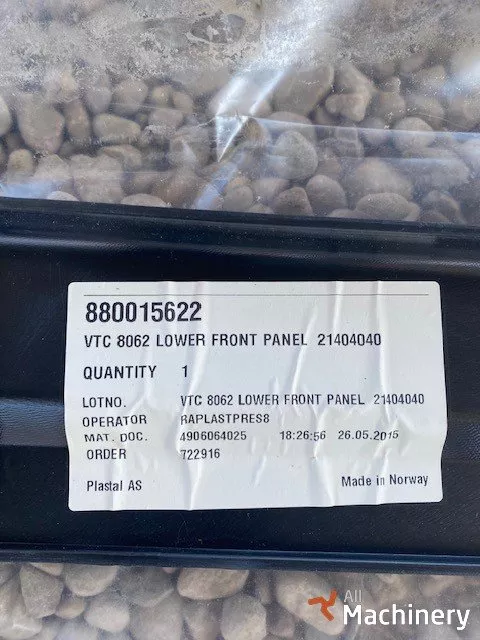 880015622
VTC 8062 LOWER FRONT PANEL 21404040
QUANTITY 1
LOTNO. VTC 8062 LOWER FRONT PANEL 21404040
OPERATOR RAPLASTPRES8
MAT. DOC. 4906064025 18:26:56 26.05.2015
ORDER 722916
Plastal AS Made in Norway
All
Machinery